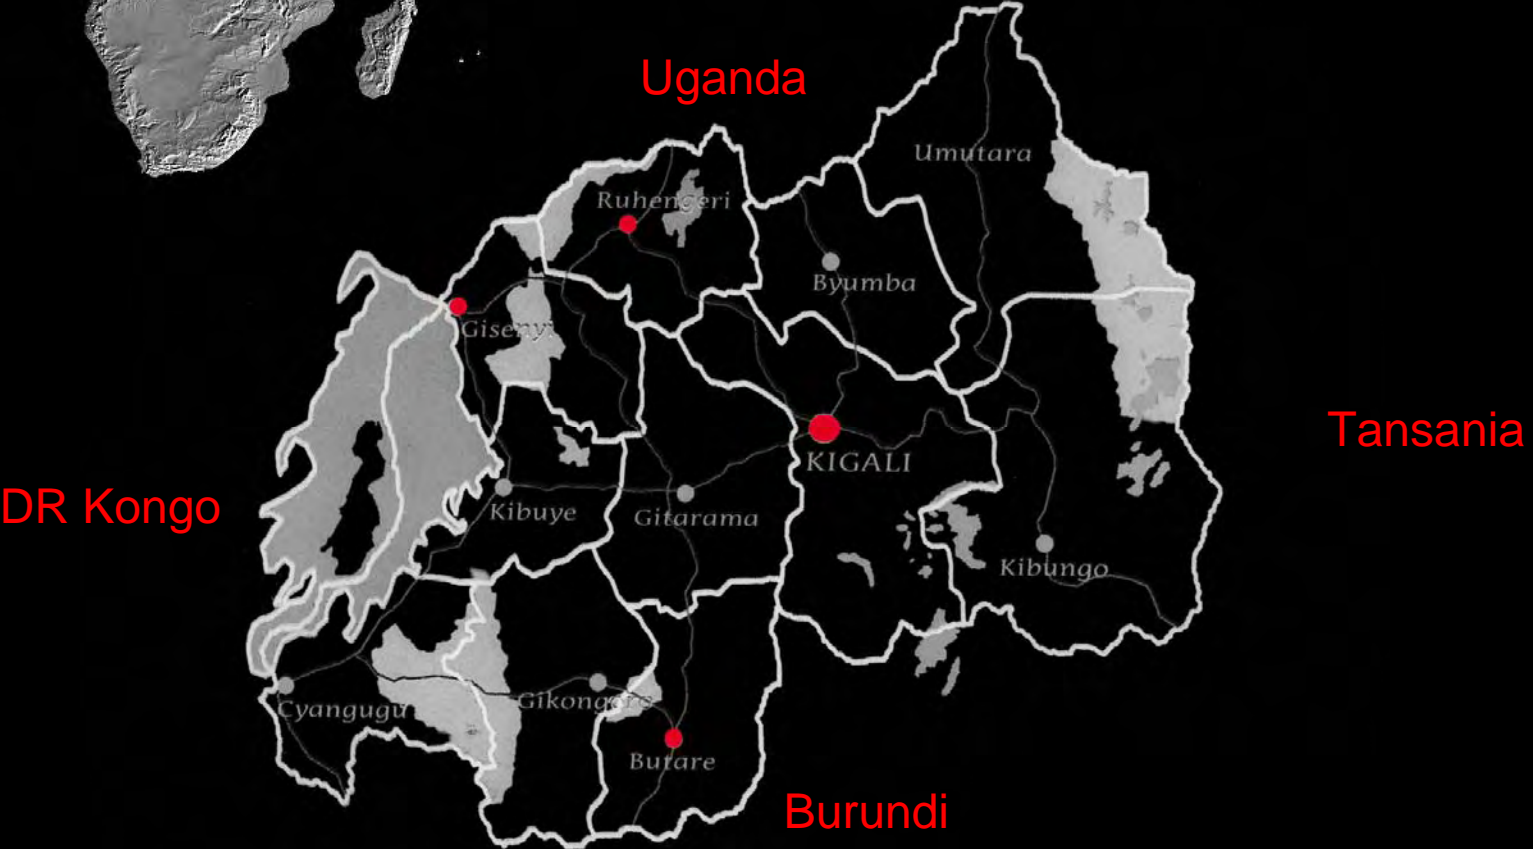 Uganda
Umutara
Ruhengeri
Byumba
Gisenyi
Tansania
KIGALI
DR Kongo
Kibuye
Gitarama
Kibungo
Gikongoro
Cyangugu
Butare
Burundi